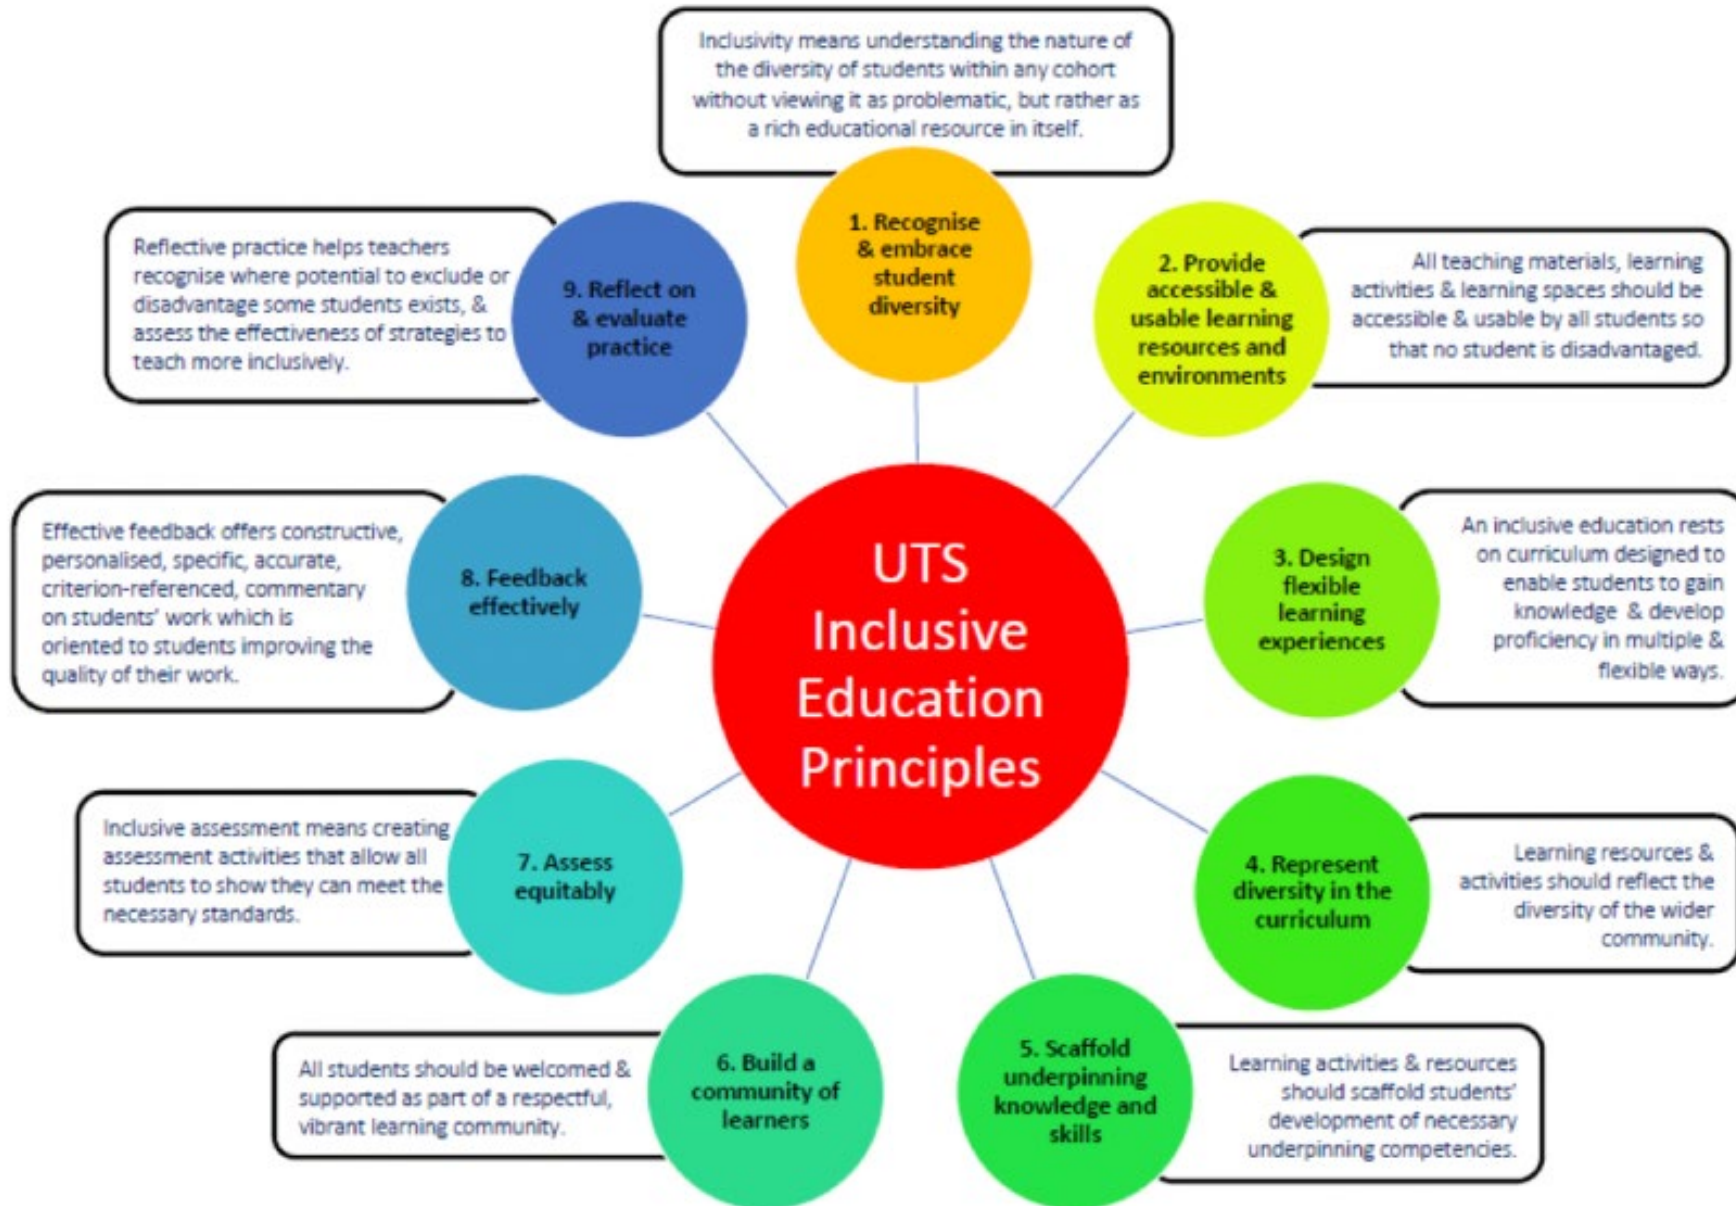 UTS
Inclusive
Education
Principles
Inclusivity means understanding the nature of
the diversity of students within any cohort
without viewing it as problematic, but rather as
a rich educational resource in itself.
1. Recognise
& embrace
student
diversity
2. Provide
accessible &
usable learning
resources and
environments
All teaching materials, learning
activities & learning spaces should be
accessible & usable by all students so
that no student is disadvantaged.
3. Design
flexible
learning
experiences
An inclusive education rests
on curriculum designed to
enable students to gain
knowledge & develop
proficiency in multiple &
flexible ways.
4. Represent
diversity in the
curriculum
Learning resources &
activities should reflect the
diversity of the wider
community.
5. Scaffold
underpinning
knowledge and
skills
Learning activities & resources
should scaffold students'
development of necessary
underpinning competencies.
6. Build a
community of
learners
All students should be welcomed &
supported as part of a respectful,
vibrant learning community.
7. Assess
equitably
Inclusive assessment means creating
assessment activities that allow all
students to show they can meet the
necessary standards.
8. Feedback
effectively
Effective feedback offers constructive,
personalised, specific, accurate,
criterion-referenced, commentary
on students' work which is
oriented to students improving the
quality of their work.
9. Reflect on
& evaluate
practice
Reflective practice helps teachers
recognise where potential to exclude or
disadvantage some students exists, &
assess the effectiveness of strategies to
teach more inclusively.